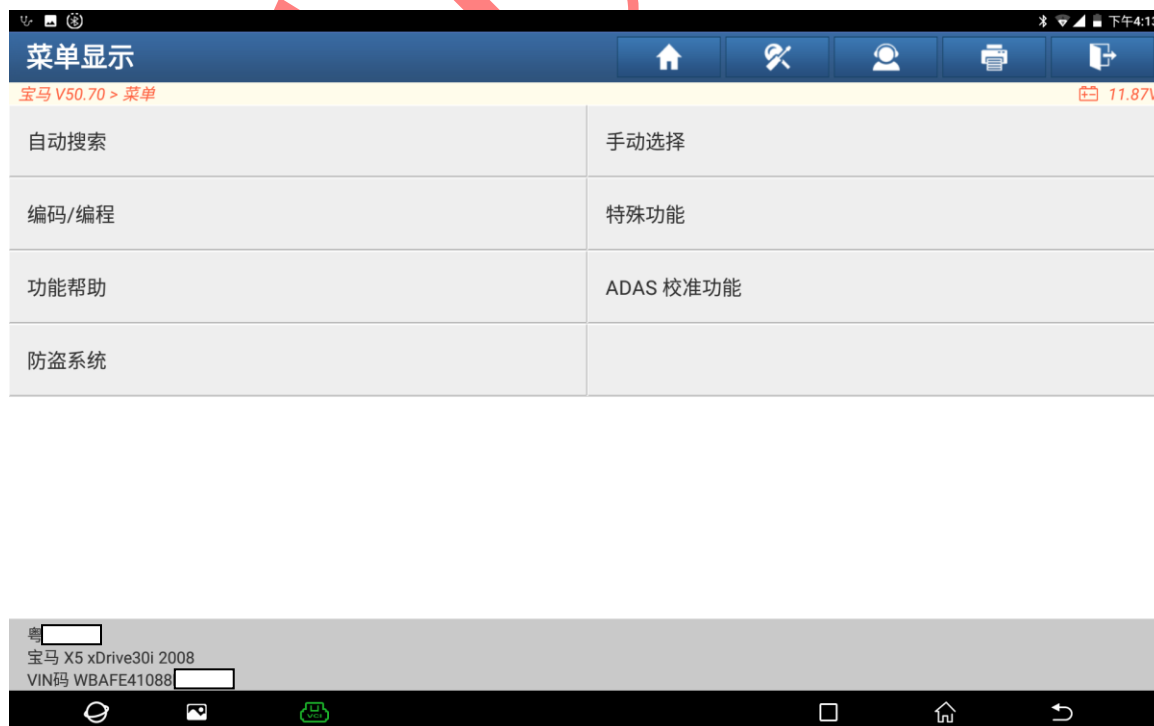 下午4:13
菜单显示
宝马 V50.70 > 菜单
11.87V
自动搜索
手动选择
编码/编程
特殊功能
功能帮助
ADAS 校准功能
防盗系统
粤
宝马 X5 xDrive30i 2008
VIN码 WBAFE41088
VCI